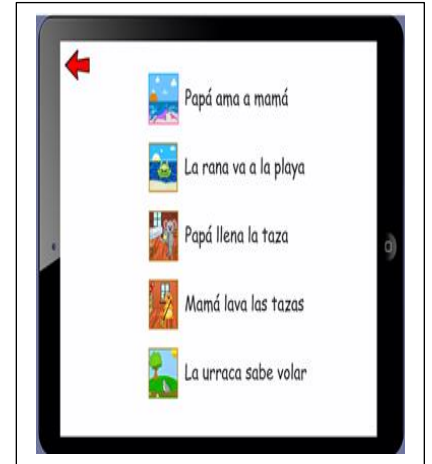 Papá ama a mamá
La rana va a la playa
Papá llena la taza
Mamá lava las tazas
La urraca sabe volar